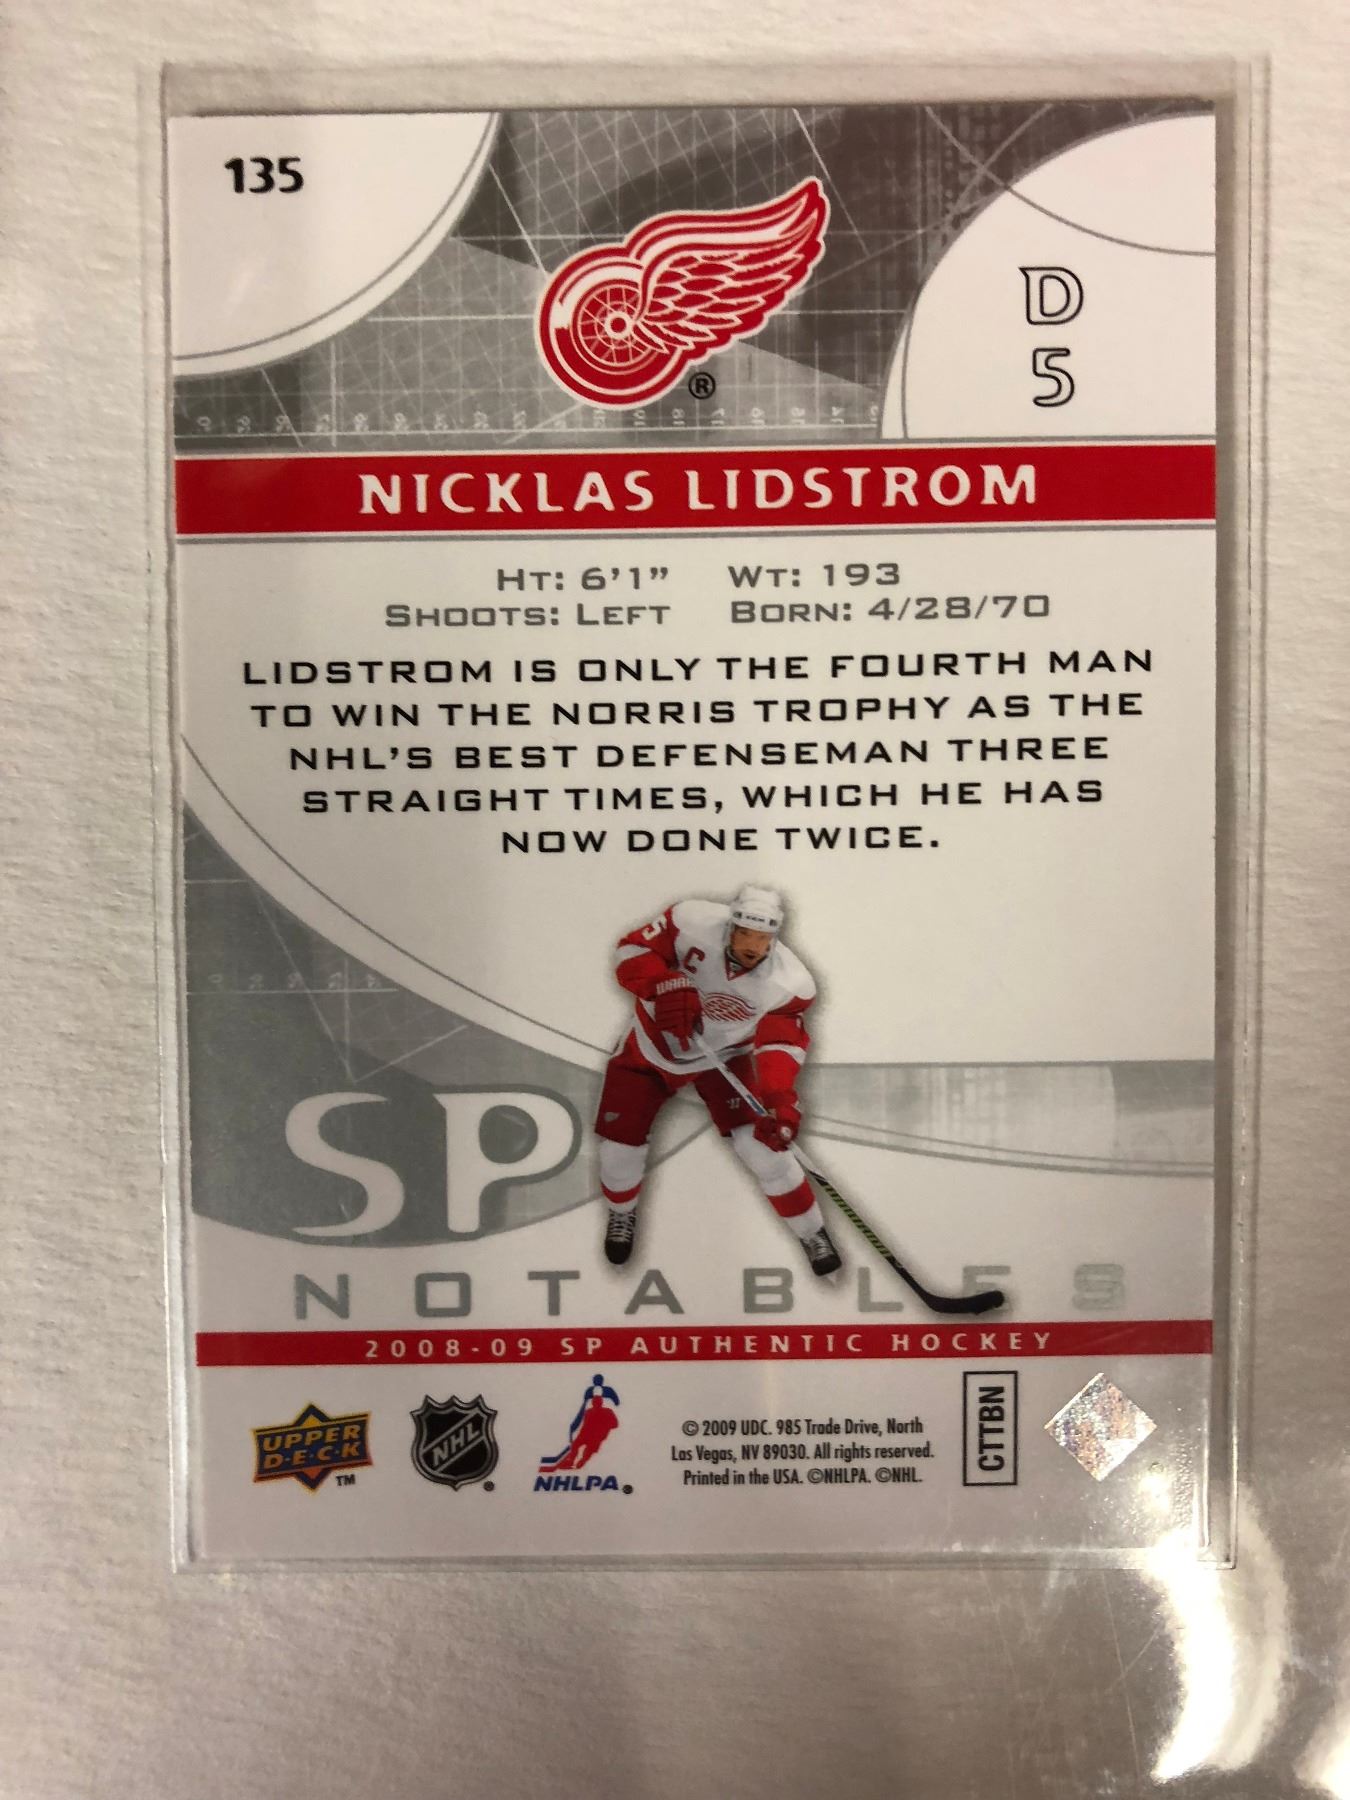 135
D
5
®
NICKLAS LIDSTROM
HT: 6'1" WT: 193
SHOOTS: LEFT BORN: 4/28/70
LIDSTROM IS ONLY THE FOURTH MAN
TO WIN THE NORRIS TROPHY AS THE
NHL'S BEST DEFENSEMAN THREE
STRAIGHT TIMES, WHICH HE HAS
NOW DONE TWICE.
5
C
SP
NOTABLES
2008-09 SP AUTHENTIC HOCKEY
UPPER
D·E·C·K
TM
NHL
NHLPA®
© 2009 UDC. 985 Trade Drive, North
Las Vegas, NV 89030. All rights reserved.
Printed in the USA. ©NHLPA. ©NHL.
CTTBN